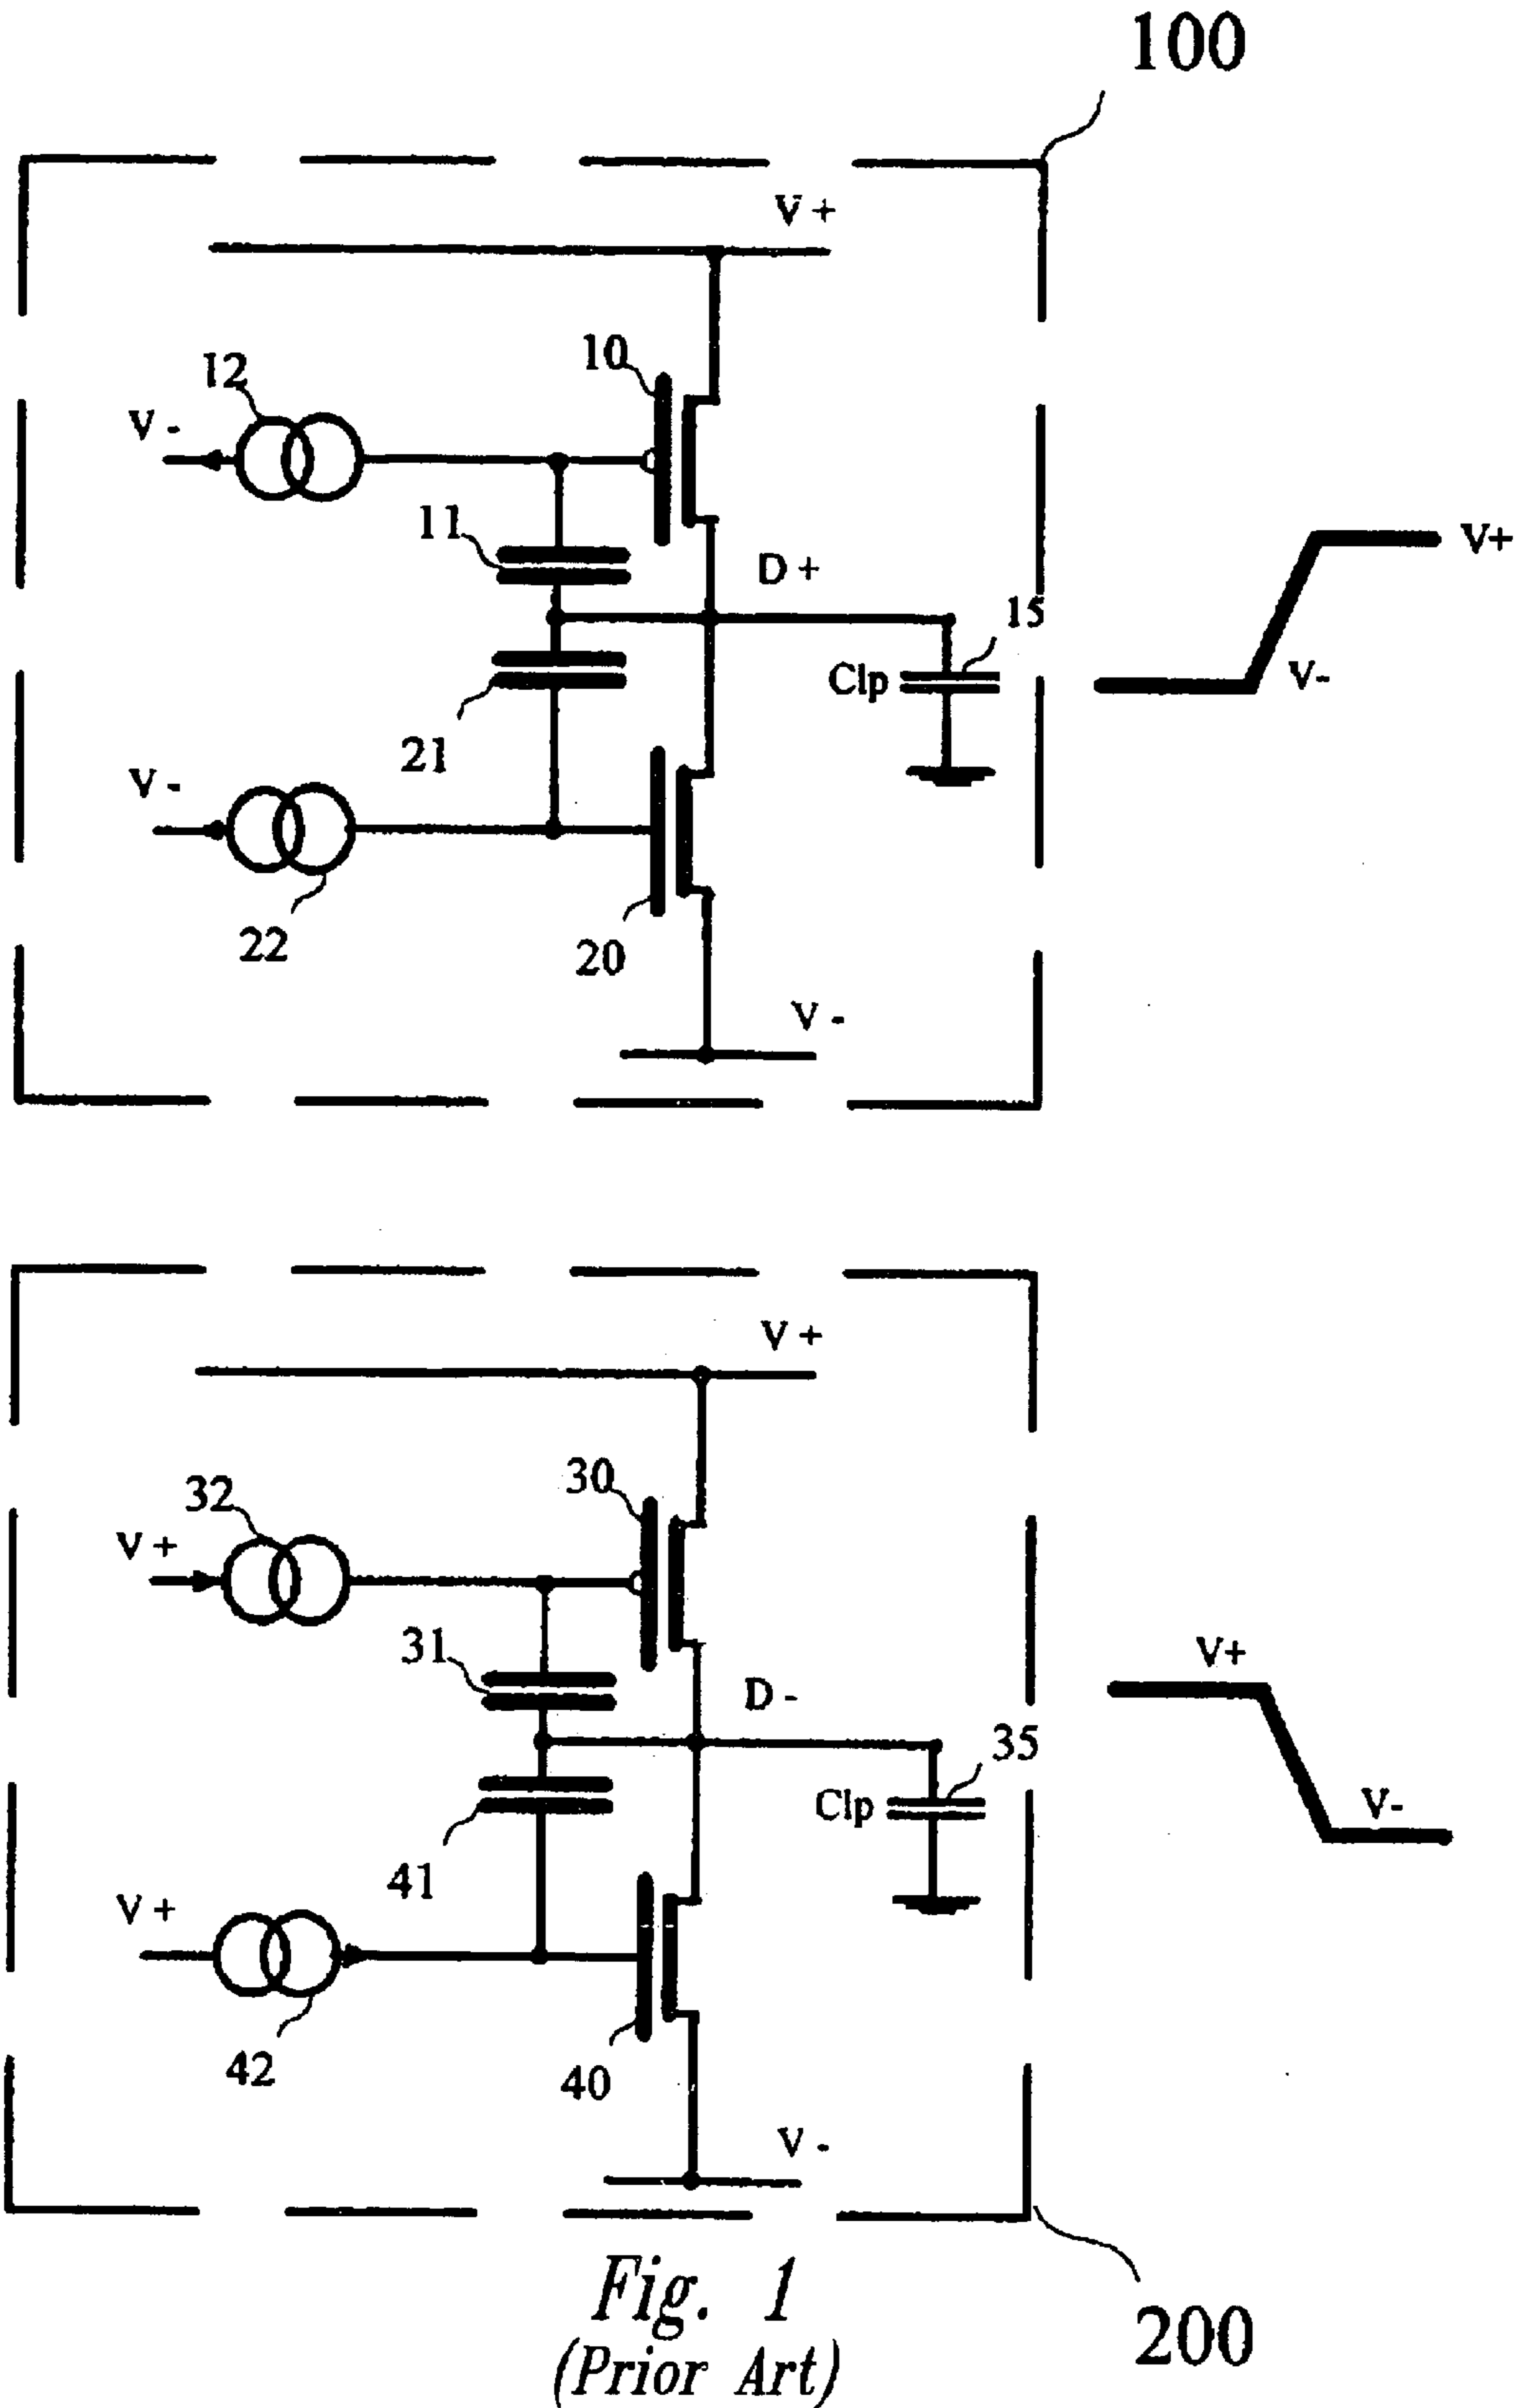 100
V +
10
12
V -
11
D +
V+
15
Clp
V-
21
V -
22
20
V -
V +
30
32
V +
31
V+
D -
35
Clp
V-
41
V +
42
40
V -
Fig. 1
(Prior Art)
200